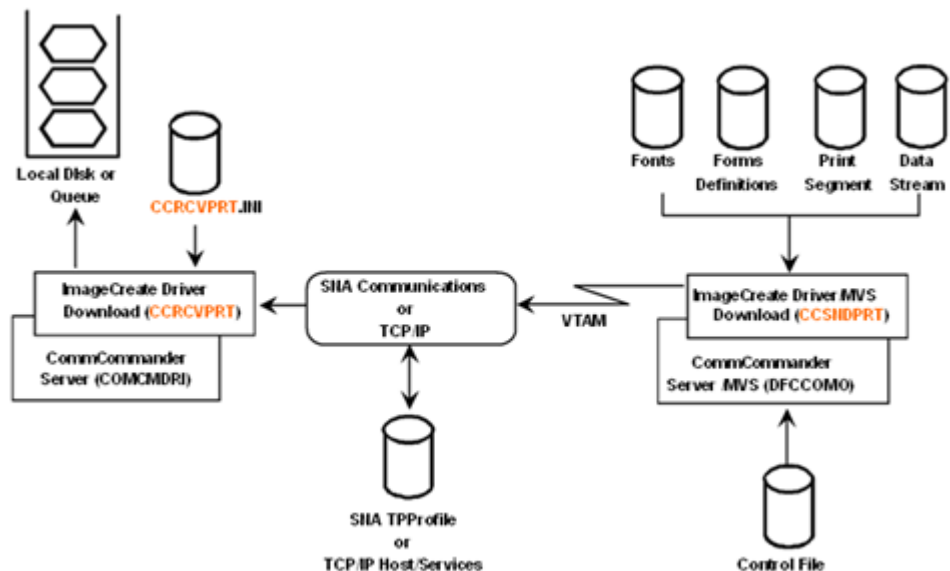 Local Disk or
Queue
CCRCVPRT.INI
Fonts
Forms
Definitions
Print
Segment
Data
Stream
ImageCreate Driver
Download (CCRCVPRT)
CommCommander
Server (COMCMDRI)
SNA Communications
or
TCP/IP
VTAM
ImageCreate Driver/MVS
Download (CCSNDPRT)
CommCommander
Server /MVS (DFCCOMO)
SNA TPProfile
or
TCP/IP Host/Services
Control File